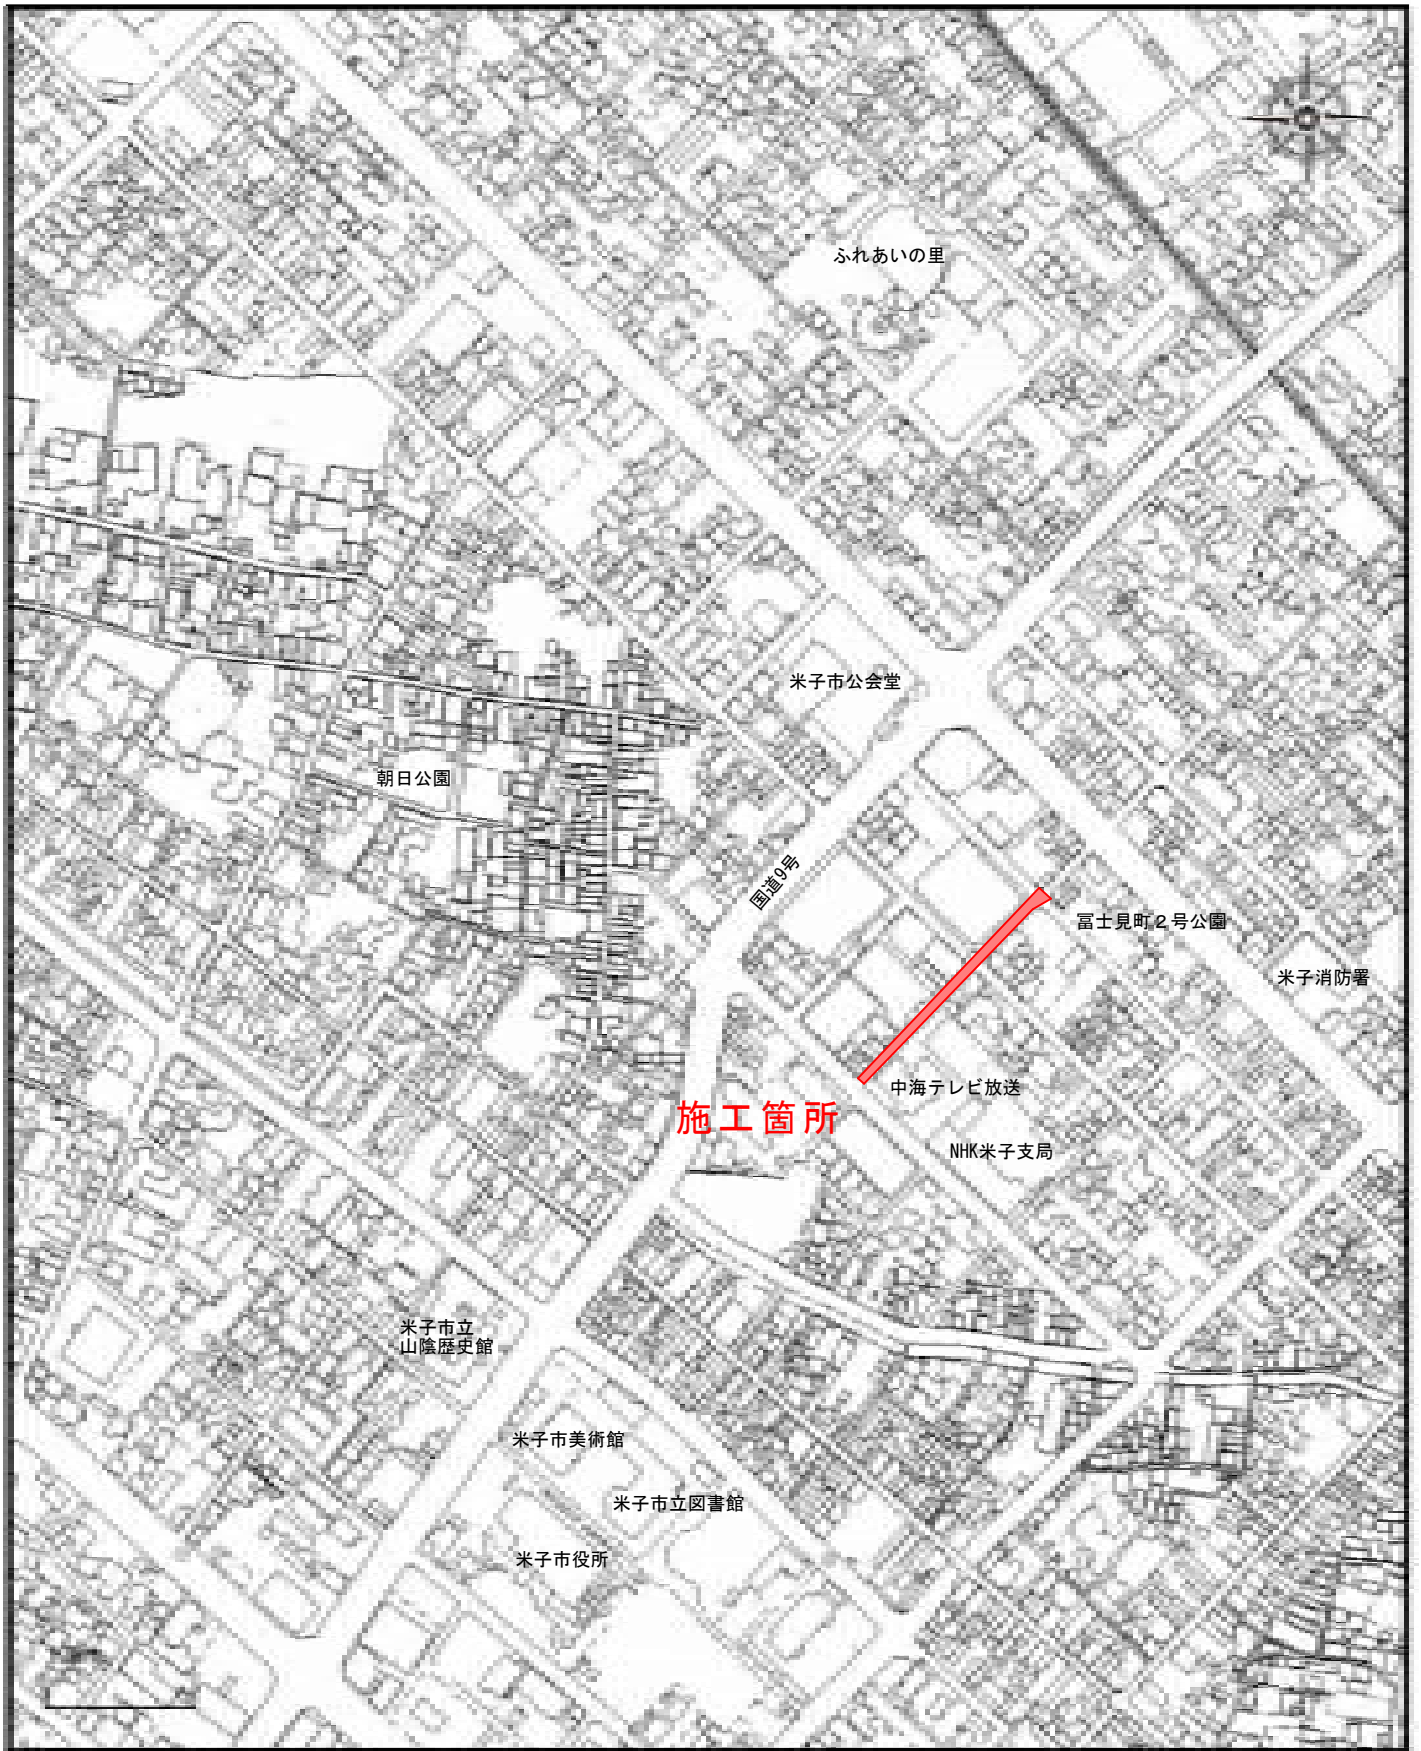 ふれあいの里
米子市公会堂
朝日公園
国道9号
冨士見町２号公園
米子消防署
中海テレビ放送
施工箇所
NHK米子支局
米子市立
山陰歴史館
米子市美術館
米子市立図書館
米子市役所